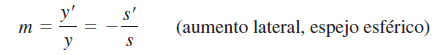 m = y'/y = - s'/s (aumento lateral, espejo esférico)